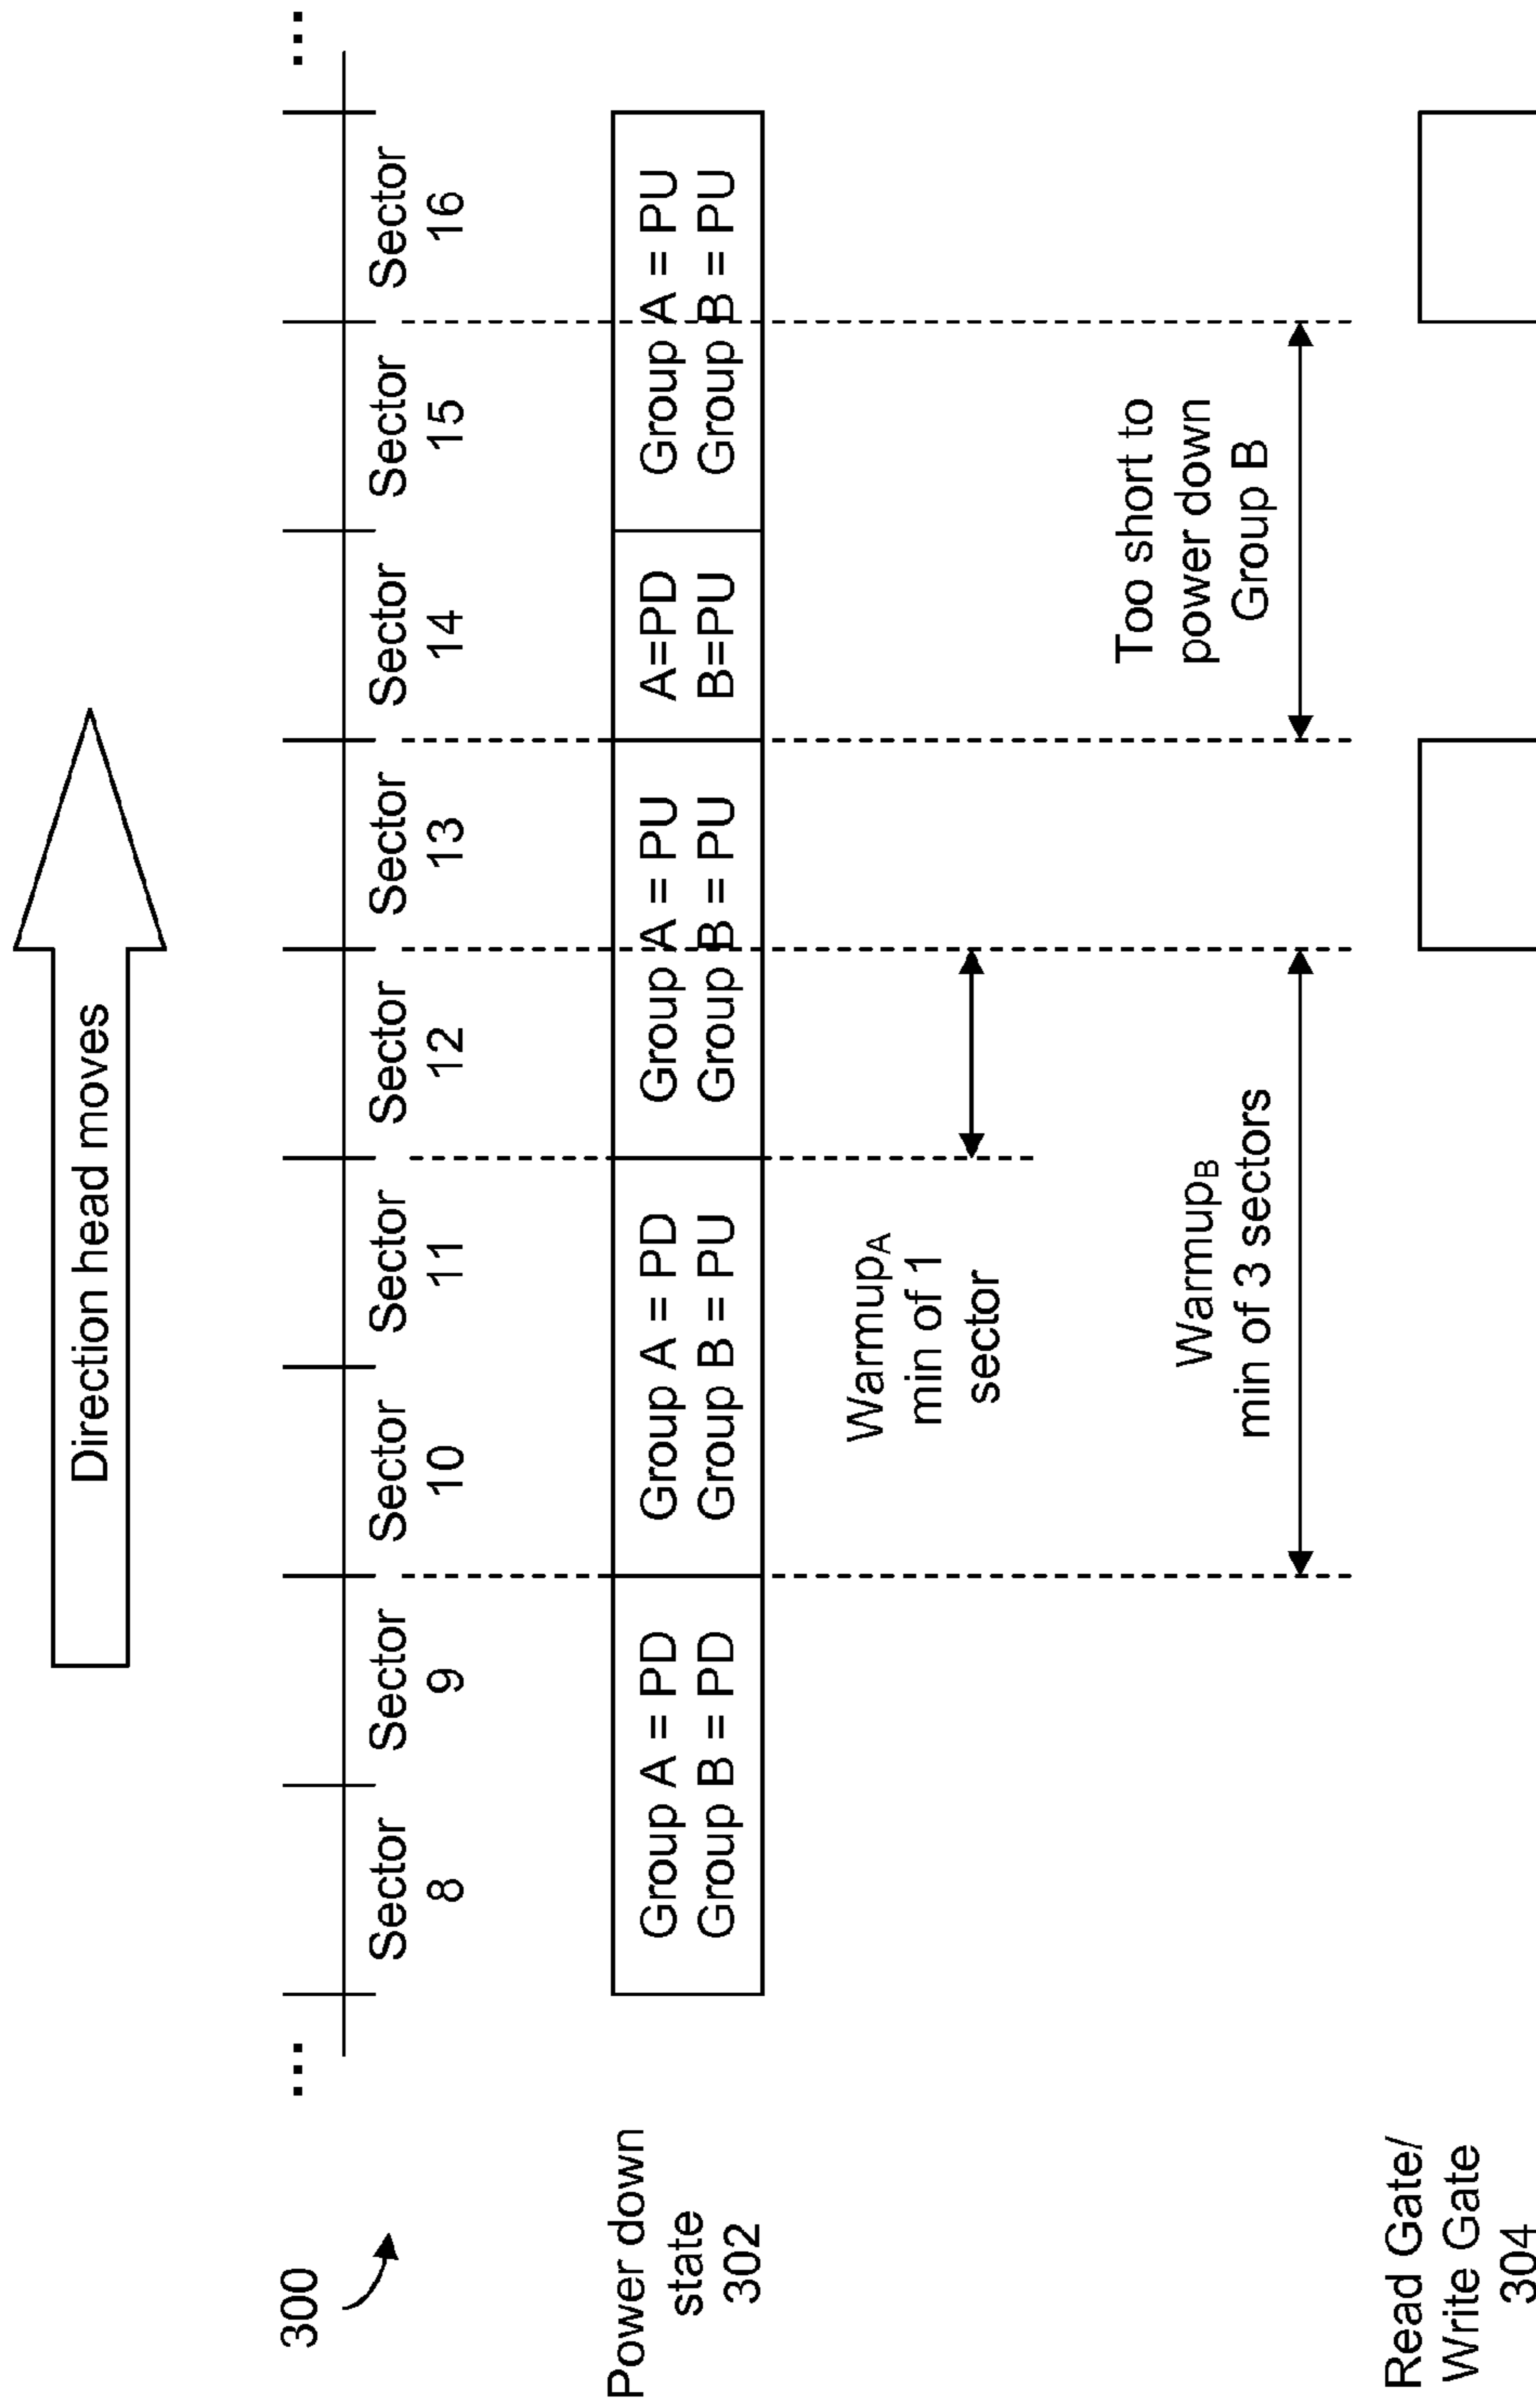 Direction head moves
300
...
Sector
8
Sector
9
Sector
10
Sector
11
Sector
12
Sector
13
Sector
14
Sector
15
Sector
16
...
Power down
state
302
Group A = PD
Group B = PD
Group A = PD
Group B = PU
Group A = PU
Group B = PU
A=PD
B=PU
Group A = PU
Group B = PU
WarmupA
min of 1
sector
WarmupB
min of 3 sectors
Too short to
power down
Group B
Read Gate/
Write Gate
304